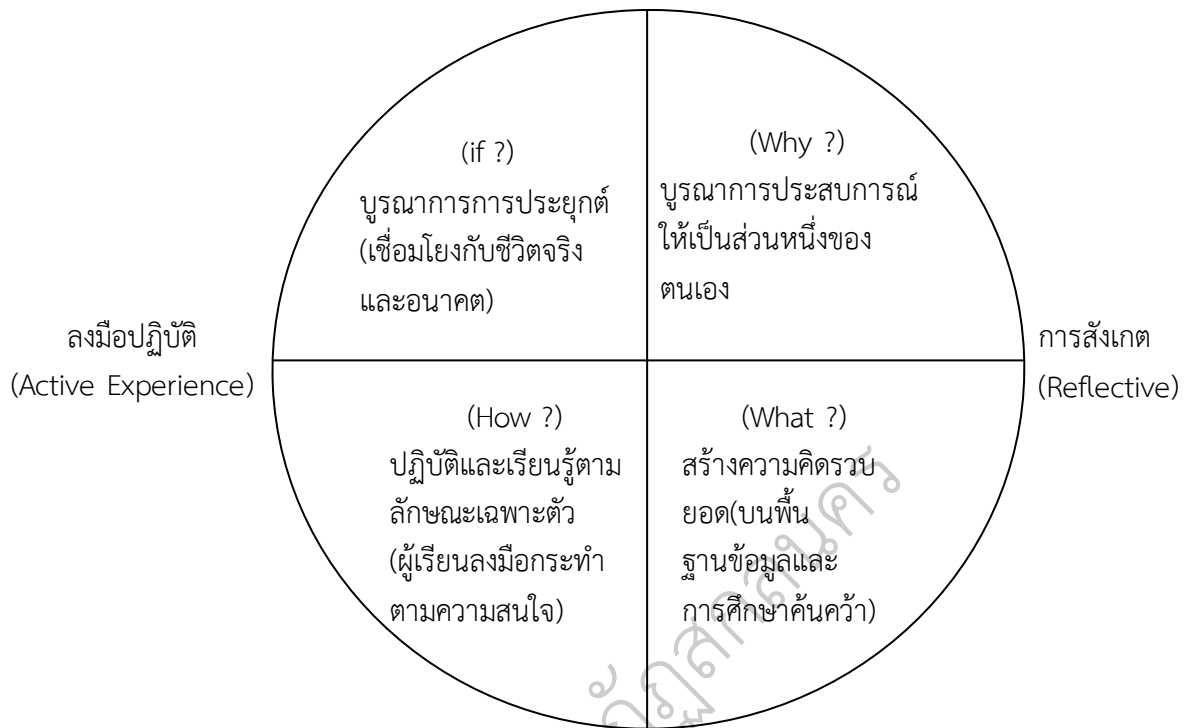 (if ?)
บูรณาการการประยุกต์
(เชื่อมโยงกับชีวิตจริง
และอนาคต)
(Why ?)
บูรณาการประสบการณ์
ให้เป็นส่วนหนึ่งของ
ตนเอง
ลงมือปฏิบัติ
(Active Experience)
การสังเกต
(Reflective)
(How ?)
ปฏิบัติและเรียนรู้ตาม
ลักษณะเฉพาะตัว
(ผู้เรียนลงมือกระทำ
ตามความสนใจ)
(What ?)
สร้างความคิดรวบ
ยอด(บนพื้น
ฐานข้อมูลและ
การศึกษาค้นคว้า)